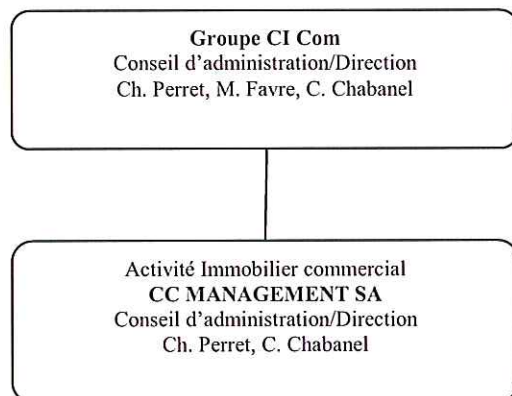 Groupe CI Com
Conseil d'administration/Direction
Ch. Perret, M. Favre, C. Chabanel
Activité Immobilier commercial
CC MANAGEMENT SA
Conseil d'administration/Direction
Ch. Perret, C. Chabanel